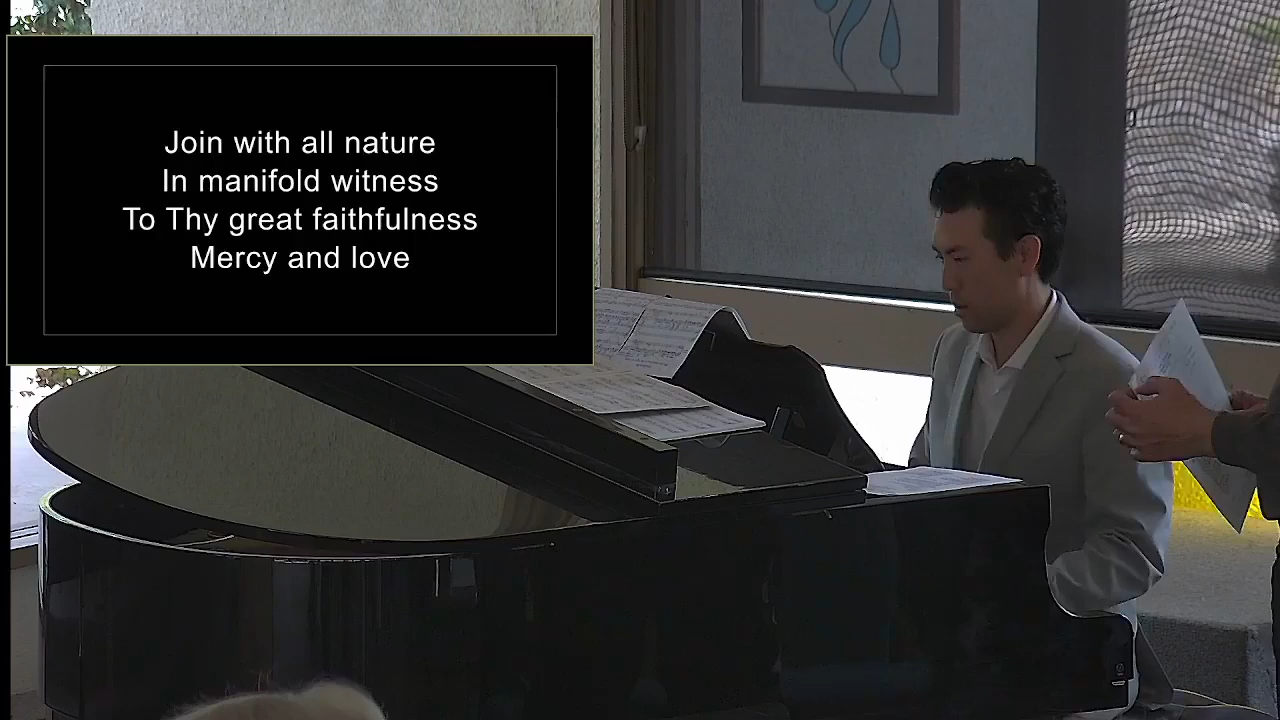 Join with all nature
In manifold witness
To Thy great faithfulness
Mercy and love